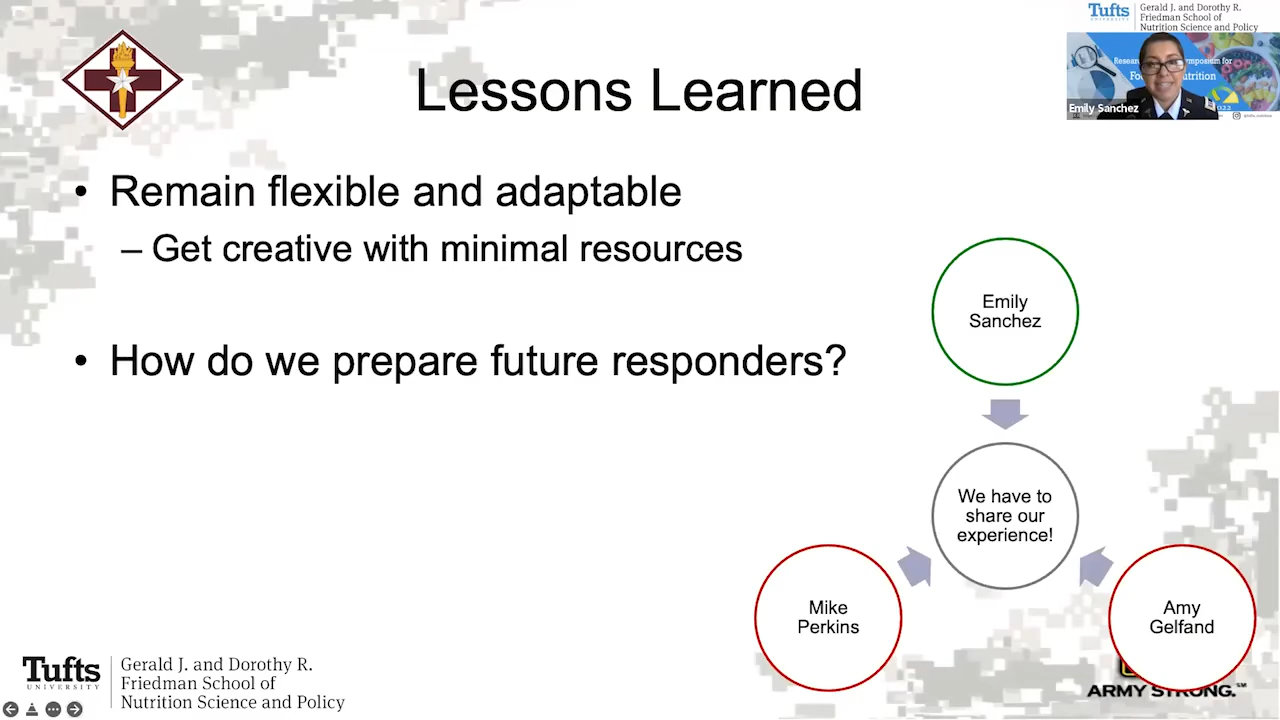 Lessons Learned
• Remain flexible and adaptable
– Get creative with minimal resources
• How do we prepare future responders?
Emily
Sanchez
We have to
share our
experience!
Mike
Perkins
Amy
Gelfand
ARMY STRONG.℠
Tufts
UNIVERSITY
Gerald J. and Dorothy R.
Friedman School of
Nutrition Science and Policy
Tufts
UNIVERSITY
Gerald J. and Dorothy R.
Friedman School of
Nutrition Science and Policy
Emily Sanchez